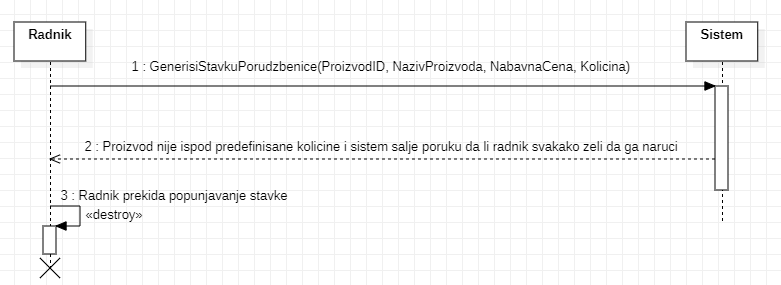 Radnik
Sistem
1 : GenerisiStavkuPorudzbenice(ProizvodID, NazivProizvoda, NabavnaCena, Kolicina)
2 : Proizvod nije ispod predefinisane kolicine i sistem salje poruku da li radnik svakako zeli da ga naruci
3 : Radnik prekida popunjavanje stavke
«destroy»